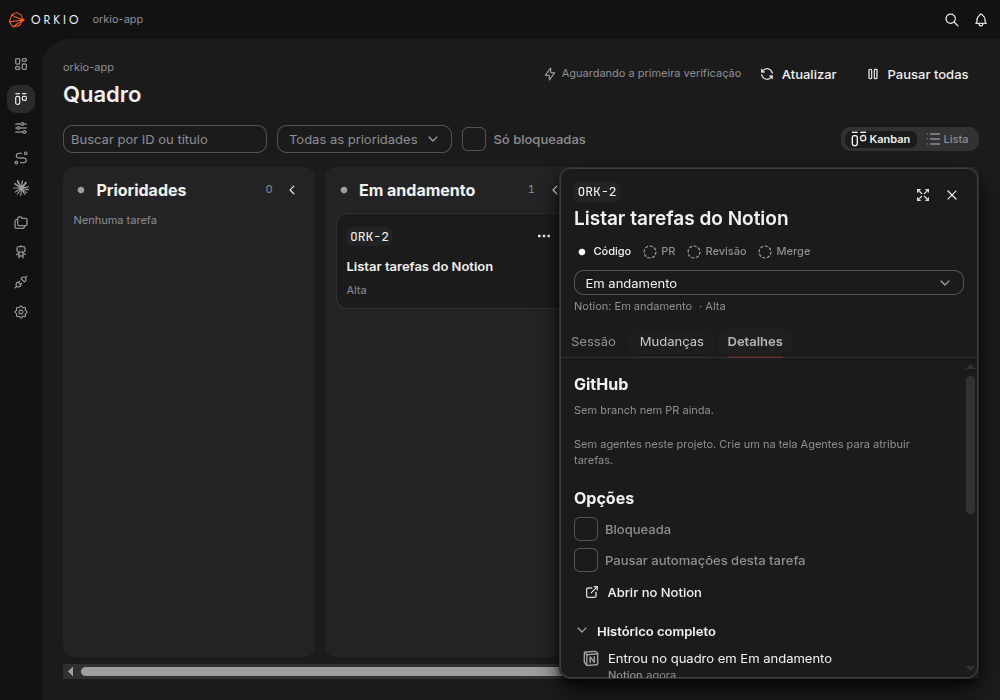 ORKIO orkio-app
orkio-app
Quadro
Aguardando a primeira verificação
Atualizar
Pausar todas
Buscar por ID ou título
Todas as prioridades
Só bloqueadas
Kanban
Lista
Prioridades 0
Nenhuma tarefa
Em andamento 1
ORK-2
Listar tarefas do Notion
Alta
ORK-2
Listar tarefas do Notion
Código PR Revisão Merge
Em andamento
Notion: Em andamento · Alta
Sessão Mudanças Detalhes
GitHub
Sem branch nem PR ainda.
Sem agentes neste projeto. Crie um na tela Agentes para atribuir
tarefas.
Opções
Bloqueada
Pausar automações desta tarefa
Abrir no Notion
Histórico completo
Entrou no quadro em Em andamento
Notion agora